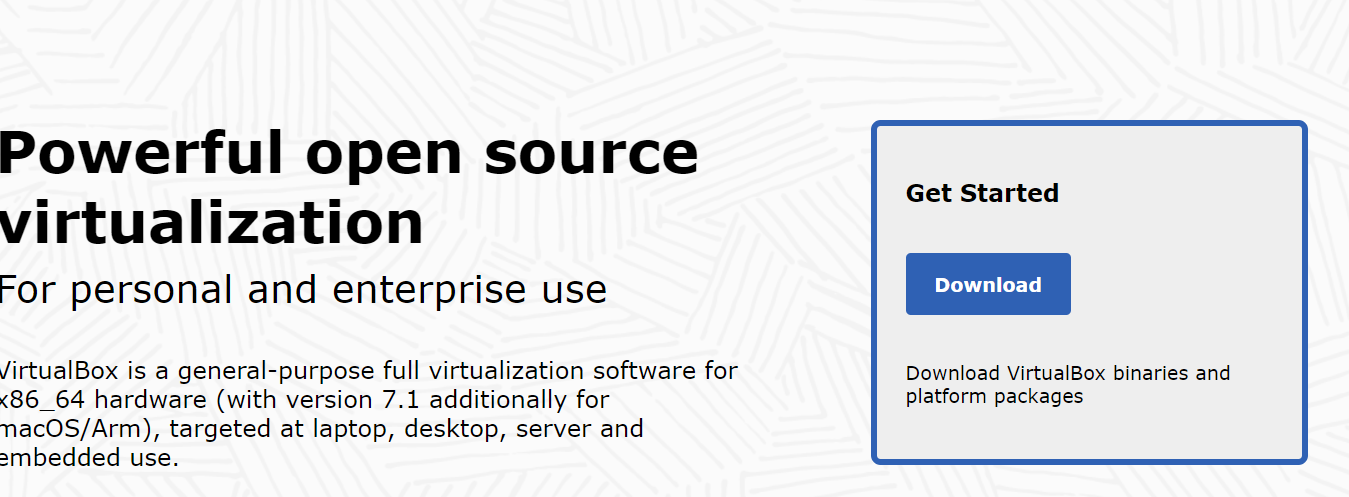 Powerful open source
virtualization
For personal and enterprise use
VirtualBox is a general-purpose full virtualization software for
x86_64 hardware (with version 7.1 additionally for
macOS/Arm), targeted at laptop, desktop, server and
embedded use.
Get Started
Download
Download VirtualBox binaries and
platform packages